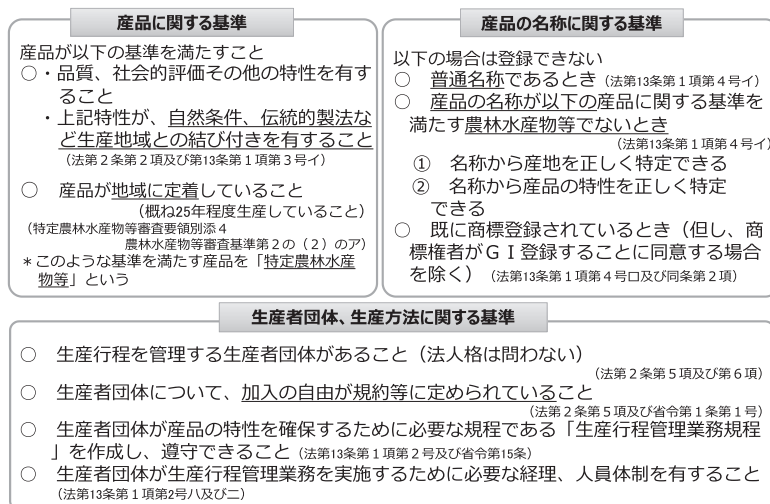 産品に関する基準
産品が以下の基準を満たすこと
○・品質、社会的評価その他の特性を有す
ること
・上記特性が、自然条件、伝統的製法な
ど生産地域との結び付きを有すること
(法第2条第2項及び第13条第1項第3号イ)
○ 産品が地域に定着していること
(概ね25年程度生産していること)
(特定農林水産物等審査要領別添4
農林水産物等審査基準第2の(2)のア)
*このような基準を満たす産品を「特定農林水産
物等」という
産品の名称に関する基準
以下の場合は登録できない
○ 普通名称であるとき(法第13条第1項第4号イ)
○ 産品の名称が以下の産品に関する基準を
満たす農林水産物等でないとき
(法第13条第1項第4号イ)
① 名称から産地を正しく特定できる
② 名称から産品の特性を正しく特定
できる
○ 既に商標登録されているとき(但し、商
標権者がGI登録することに同意する場合
を除く)(法第13条第1項第4号ロ及び同条第2項)
生産者団体、生産方法に関する基準
○ 生産行程を管理する生産者団体があること(法人格は問わない)
(法第2条第5項及び第6項)
○ 生産者団体について、加入の自由が規約等に定められていること
(法第2条第5項及び省令第1条第1号)
○ 生産者団体が産品の特性を確保するために必要な規程である「生産行程管理業務規程
」を作成し、遵守できること(法第13条第1項第2号及び省令第15条)
○ 生産者団体が生産行程管理業務を実施するために必要な経理、人員体制を有すること
(法第13条第1項第2号ハ及び二)